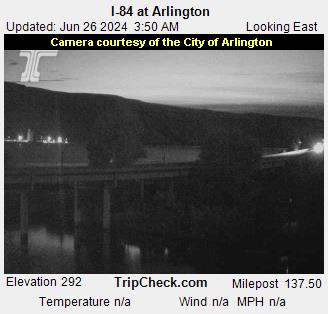 I-84 at Arlington
Updated: Jun 26 2024 3:50 AM Looking East
Camera courtesy of the City of Arlington
Elevation 292 TripCheck.com Milepost 137.50
Temperature n/a Wind n/a MPH n/a